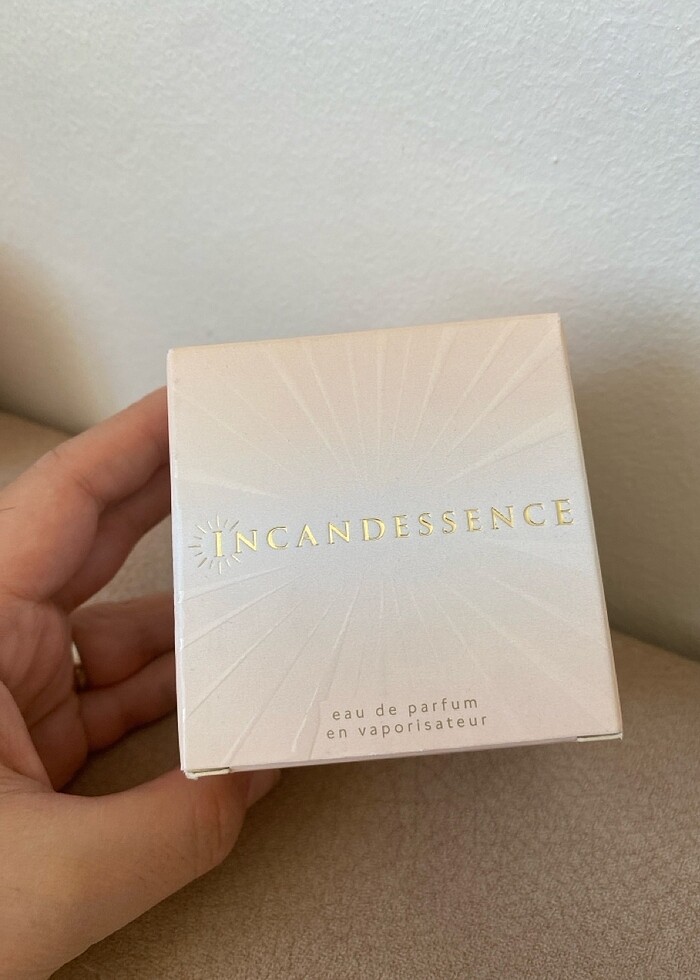 INCANDESSENCE
eau de parfum
en vaporisateur